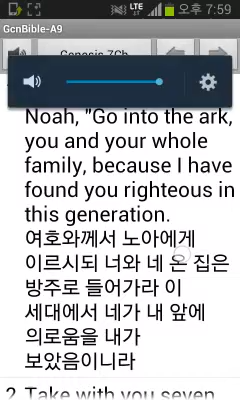 LTE
오후 7:59
GcnBible-A9
Noah, "Go into the ark,
you and your whole
family, because I have
found you righteous in
this generation.
여호와께서 노아에게
이르시되 너와 네 온 집은
방주로 들어가라 이
세대에서 네가 내 앞에
의로움을 내가
보았음이니라
2 Take with you seven